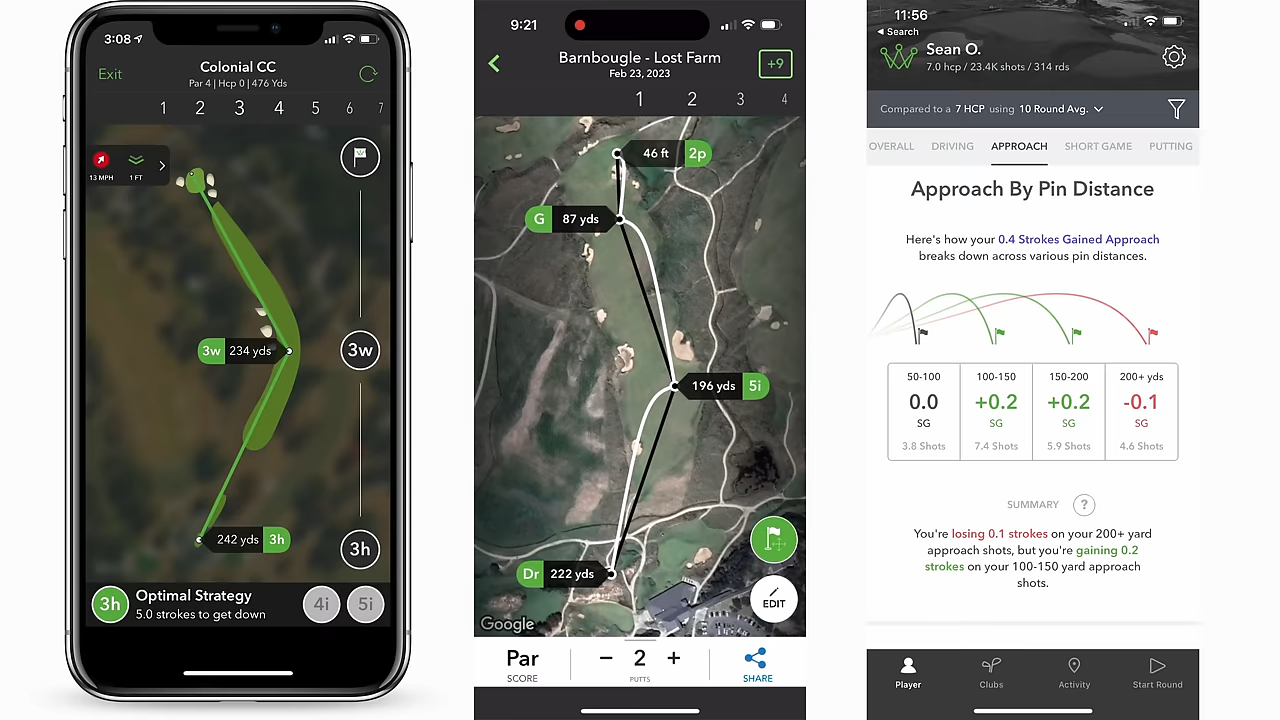 3:08
Exit
Colonial CC
Par 4 | Hcp 0 | 476 Yds
1 2 3 4 5 6 7
13 MPH
1 FT
3w 234 yds
3w
242 yds 3h
3h
3h
Optimal Strategy
5.0 strokes to get down
4i
5i
9:21
Barnbougle - Lost Farm
Feb 23, 2023
+9
1 2 3 4
46 ft 2p
G 87 yds
196 yds 5i
Dr 222 yds
EDIT
Google
Par
SCORE
− 2 +
PUTTS
SHARE
11:56
◀ Search
Sean O.
7.0 hcp / 23.4K shots / 314 rds
Compared to a 7 HCP using 10 Round Avg.
OVERALL DRIVING APPROACH SHORT GAME PUTTING
Approach By Pin Distance
Here's how your 0.4 Strokes Gained Approach
breaks down across various pin distances.
50-100 100-150 150-200 200+ yds
0.0 +0.2 +0.2 -0.1
SG SG SG SG
3.8 Shots 7.4 Shots 5.9 Shots 4.6 Shots
SUMMARY ?
You're losing 0.1 strokes on your 200+ yard
approach shots, but you're gaining 0.2
strokes on your 100-150 yard approach
shots.
Player Clubs Activity Start Round